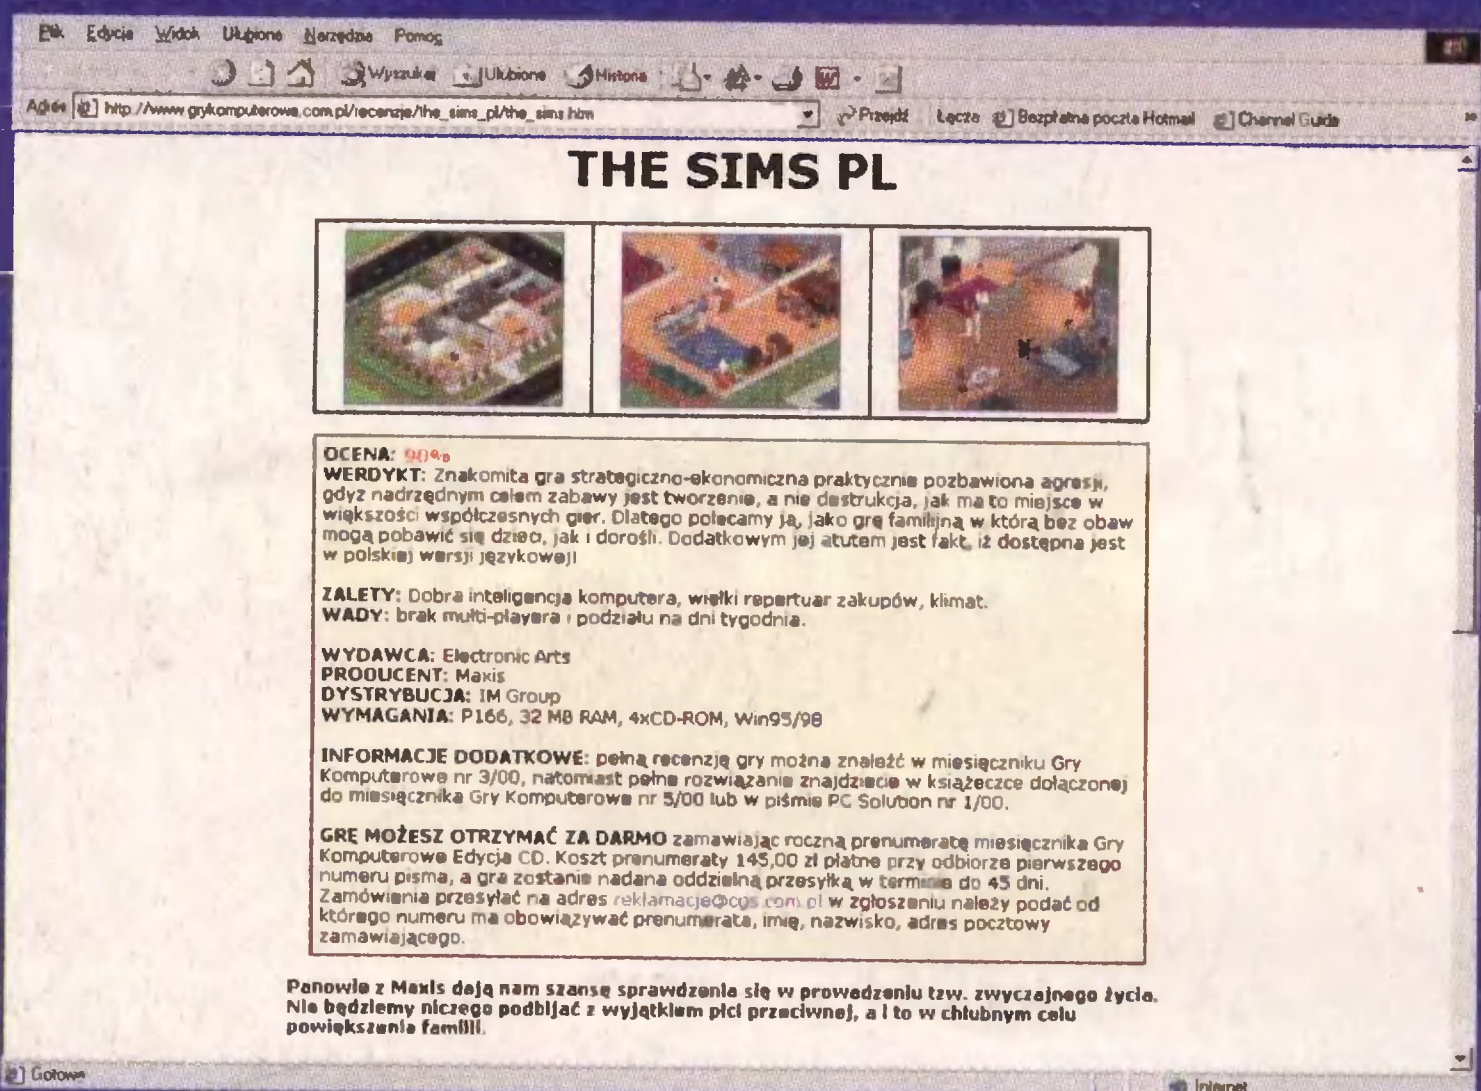 Plik Edycja Widok Ulubione Narzędzia Pomoc
Wyszukaj Ulubione Historia
Adres http://www.grykomputerowe.com.pl/recenzje/the_sims_pl/the_sims.htm Przejdź Łącza Bezpłatna poczta Hotmail Channel Guide »
THE SIMS PL
OCENA: 90%
WERDYKT: Znakomita gra strategiczno-ekonomiczna praktycznie pozbawiona agresji,
gdyż nadrzędnym celem zabawy jest tworzenie, a nie destrukcja, jak ma to miejsce w
większości współczesnych gier. Dlatego polecamy ją, jako grę familijną w którą bez obaw
mogą pobawić się dzieci, jak i dorośli. Dodatkowym jej atutem jest fakt, iż dostępna jest
w polskiej wersji językowej!
ZALETY: Dobra inteligencja komputera, wielki repertuar zakupów, klimat.
WADY: brak multi-playera i podziału na dni tygodnia.
WYDAWCA: Electronic Arts
PRODUCENT: Maxis
DYSTRYBUCJA: IM Group
WYMAGANIA: P166, 32 MB RAM, 4xCD-ROM, Win95/98
INFORMACJE DODATKOWE: pełną recenzję gry można znaleźć w miesięczniku Gry
Komputerowe nr 3/00, natomiast pełne rozwiązanie znajdziecie w książeczce dołączonej
do miesięcznika Gry Komputerowe nr 5/00 lub w piśmie PC Solution nr 1/00.
GRĘ MOŻESZ OTRZYMAĆ ZA DARMO zamawiając roczną prenumeratę miesięcznika Gry
Komputerowe Edycja CD. Koszt prenumeraty 145,00 zł płatne przy odbiorze pierwszego
numeru pisma, a gra zostanie nadana oddzielną przesyłką w terminie do 45 dni.
Zamówienia przesyłać na adres reklamacje@cgs.com.pl w zgłoszeniu należy podać od
którego numeru ma obowiązywać prenumerata, imię, nazwisko, adres pocztowy
zamawiającego.
Panowie z Maxis dają nam szansę sprawdzenia się w prowadzeniu tzw. zwyczajnego życia.
Nie będziemy niczego podbijać z wyjątkiem płci przeciwnej, a i to w chlubnym celu
powiększenia familii.
Gotowe Internet